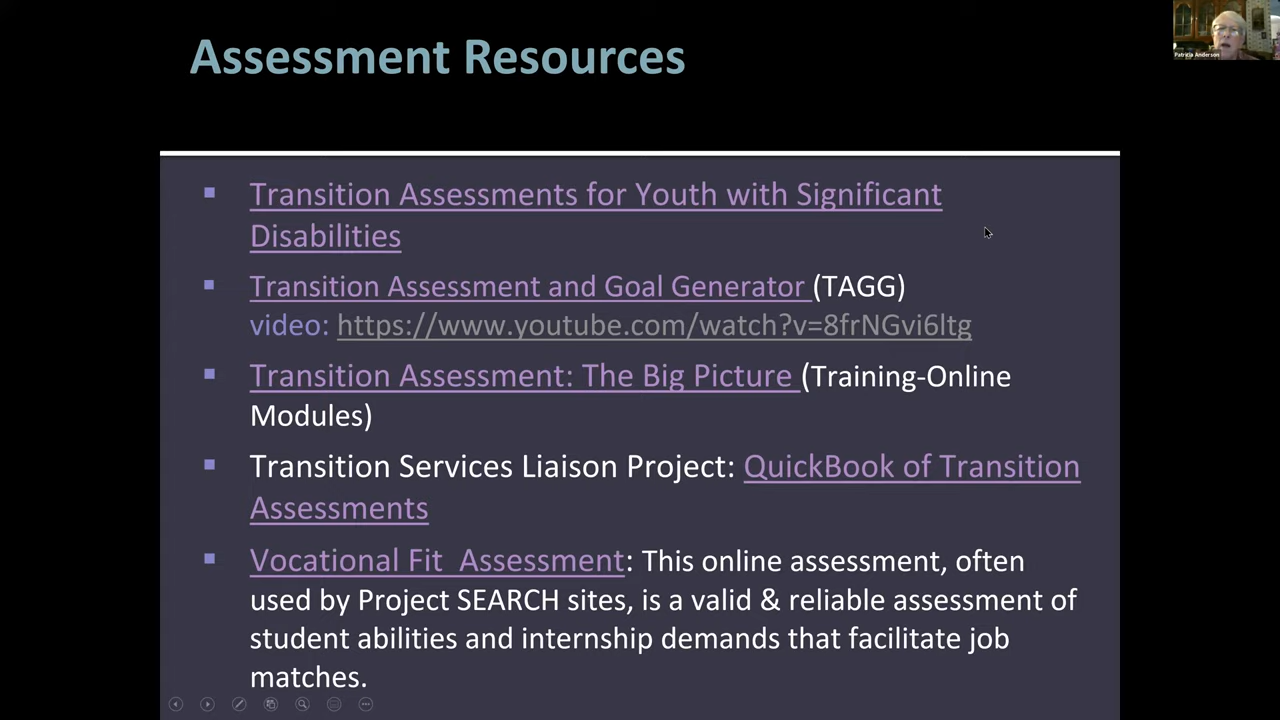 Assessment Resources
Patricia Anderson
Transition Assessments for Youth with Significant
Disabilities
Transition Assessment and Goal Generator (TAGG)
video: https://www.youtube.com/watch?v=8frNGvi6ltg
Transition Assessment: The Big Picture (Training-Online
Modules)
Transition Services Liaison Project: QuickBook of Transition
Assessments
Vocational Fit  Assessment: This online assessment, often
used by Project SEARCH sites, is a valid & reliable assessment of
student abilities and internship demands that facilitate job
matches.